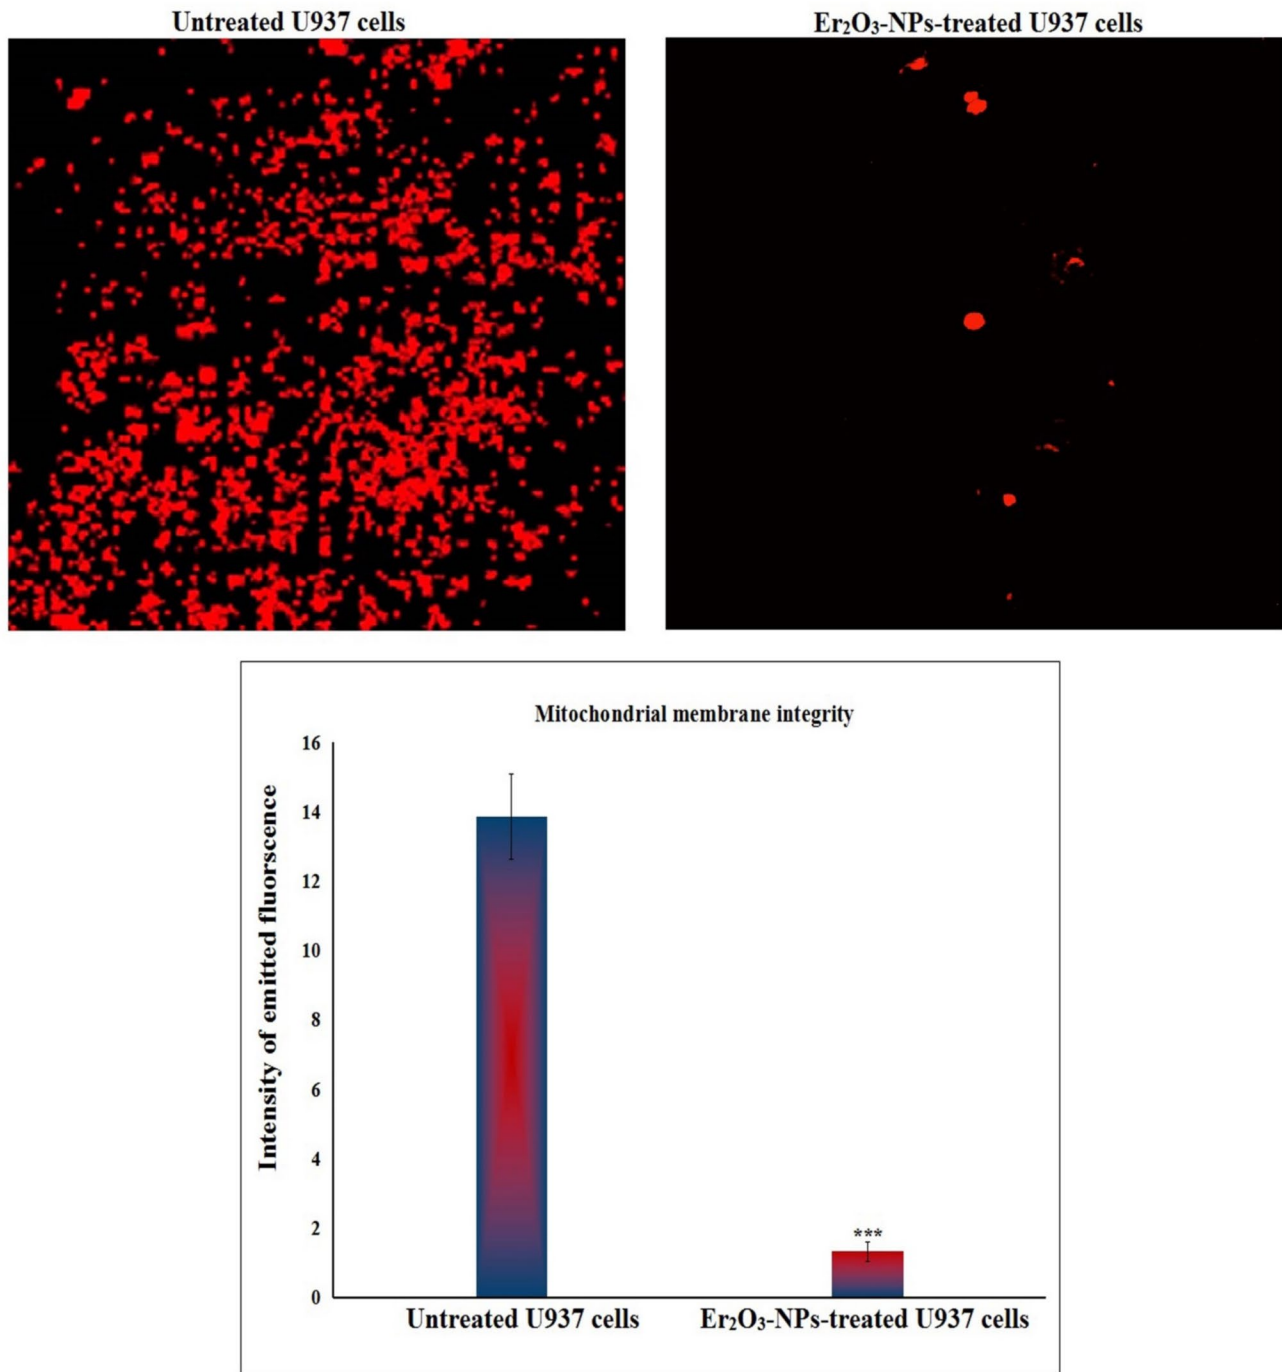 Untreated U937 cells
Er₂O₃-NPs-treated U937 cells
Mitochondrial membrane integrity
Intensity of emitted fluorscence
16
14
12
10
8
6
4
2
0
***
Untreated U937 cells
Er₂O₃-NPs-treated U937 cells